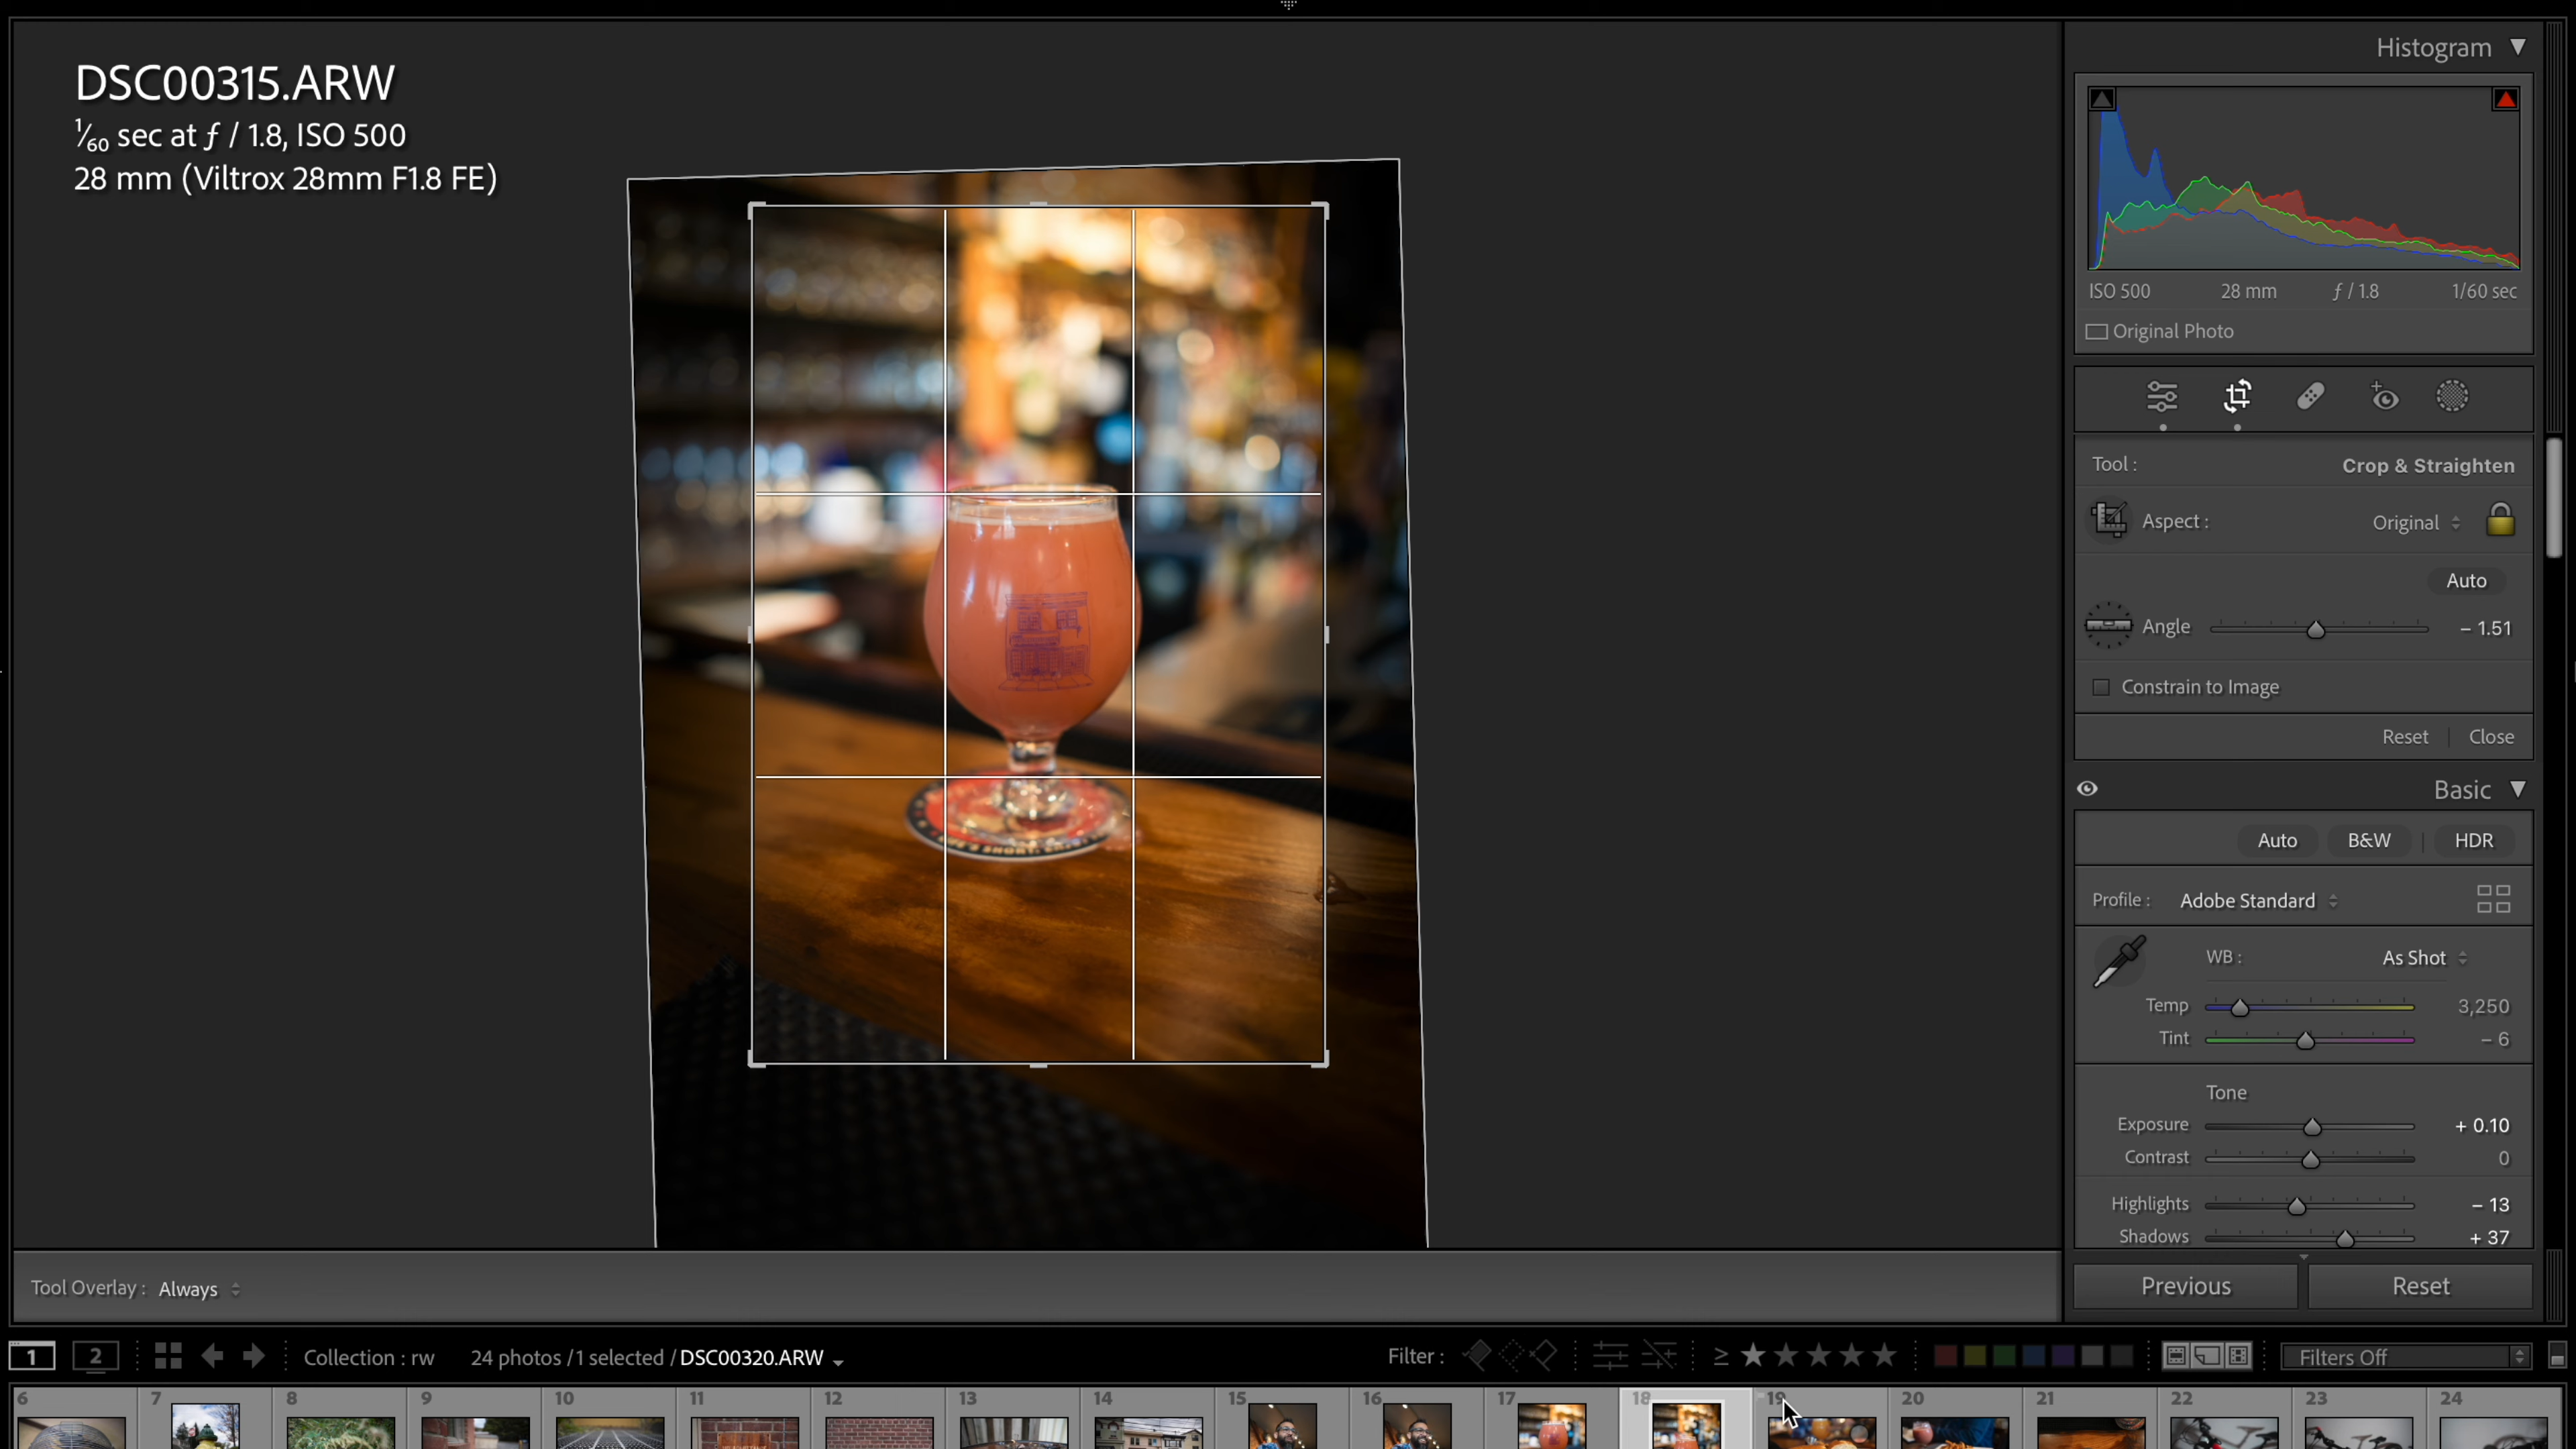 DSC00315.ARW
1/60 sec at ƒ / 1.8, ISO 500
28 mm (Viltrox 28mm F1.8 FE)
Histogram
ISO 500 28 mm ƒ / 1.8 1/60 sec
Original Photo
Tool : Crop & Straighten
Aspect : Original
Auto
Angle – 1.51
Constrain to Image
Reset Close
Basic
Auto B&W HDR
Profile : Adobe Standard
WB : As Shot
Temp 3,250
Tint – 6
Tone
Exposure + 0.10
Contrast 0
Highlights – 13
Shadows + 37
Previous Reset
Tool Overlay : Always
1 2 Collection : rw 24 photos / 1 selected / DSC00320.ARW Filter : ≥ Filters Off
6 7 8 9 10 11 12 13 14 15 16 17 18 19 20 21 22 23 24